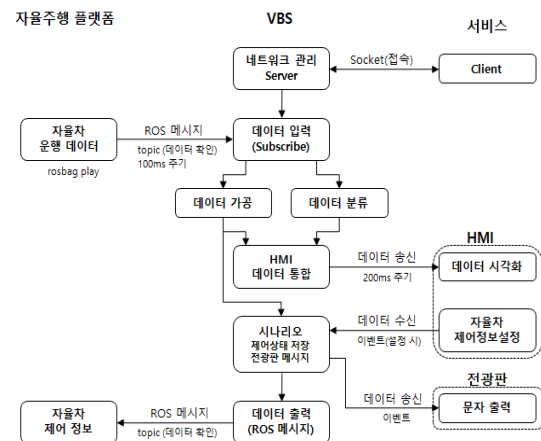 자율주행 플랫폼
VBS
서비스
네트워크 관리
Server
Socket(접속)
Client
자율차
운행 데이터
rosbag play
ROS 메시지
topic (데이터 확인)
100ms 주기
데이터 입력
(Subscribe)
데이터 가공
데이터 분류
HMI
HMI
데이터 통합
데이터 송신
200ms 주기
데이터 시각화
시나리오
제어상태 저장
전광판 메시지
데이터 수신
이벤트(설정 시)
자율차
제어정보설정
전광판
데이터 송신
이벤트
문자 출력
자율차
제어 정보
ROS 메시지
topic (데이터 확인)
데이터 출력
(ROS 메시지)